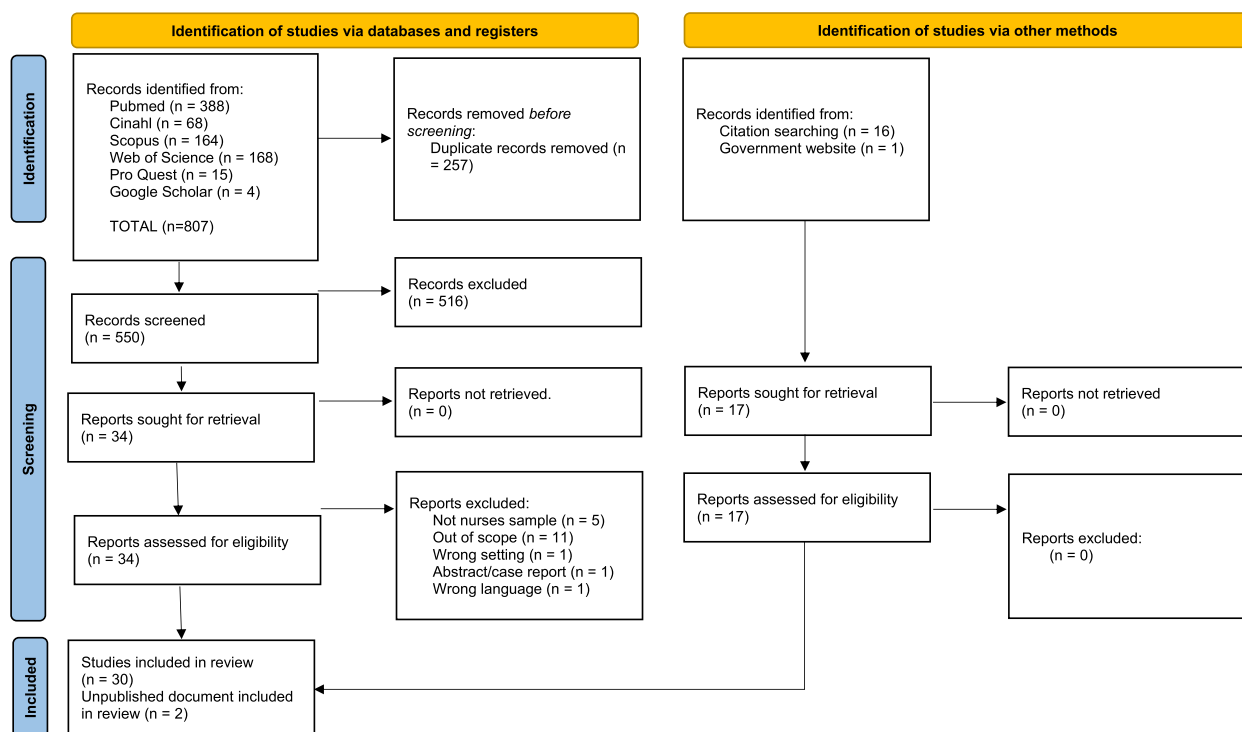 Identification of studies via databases and registers
Identification of studies via other methods
Identification
Records identified from:
Pubmed (n = 388)
Cinahl (n = 68)
Scopus (n = 164)
Web of Science (n = 168)
Pro Quest (n = 15)
Google Scholar (n = 4)
TOTAL (n=807)
Records removed before
screening:
Duplicate records removed (n
= 257)
Records identified from:
Citation searching (n = 16)
Government website (n = 1)
Screening
Records screened
(n = 550)
Records excluded
(n = 516)
Reports sought for retrieval
(n = 34)
Reports not retrieved.
(n = 0)
Reports sought for retrieval
(n = 17)
Reports not retrieved
(n = 0)
Reports assessed for eligibility
(n = 34)
Reports excluded:
Not nurses sample (n = 5)
Out of scope (n = 11)
Wrong setting (n = 1)
Abstract/case report (n = 1)
Wrong language (n = 1)
Reports assessed for eligibility
(n = 17)
Reports excluded:
(n = 0)
Included
Studies included in review
(n = 30)
Unpublished document included
in review (n = 2)